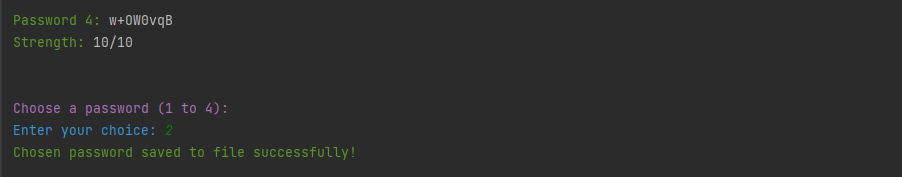 Password 4: w+OW0vqB
Strength: 10/10
Choose a password (1 to 4):
Enter your choice: 2
Chosen password saved to file successfully!